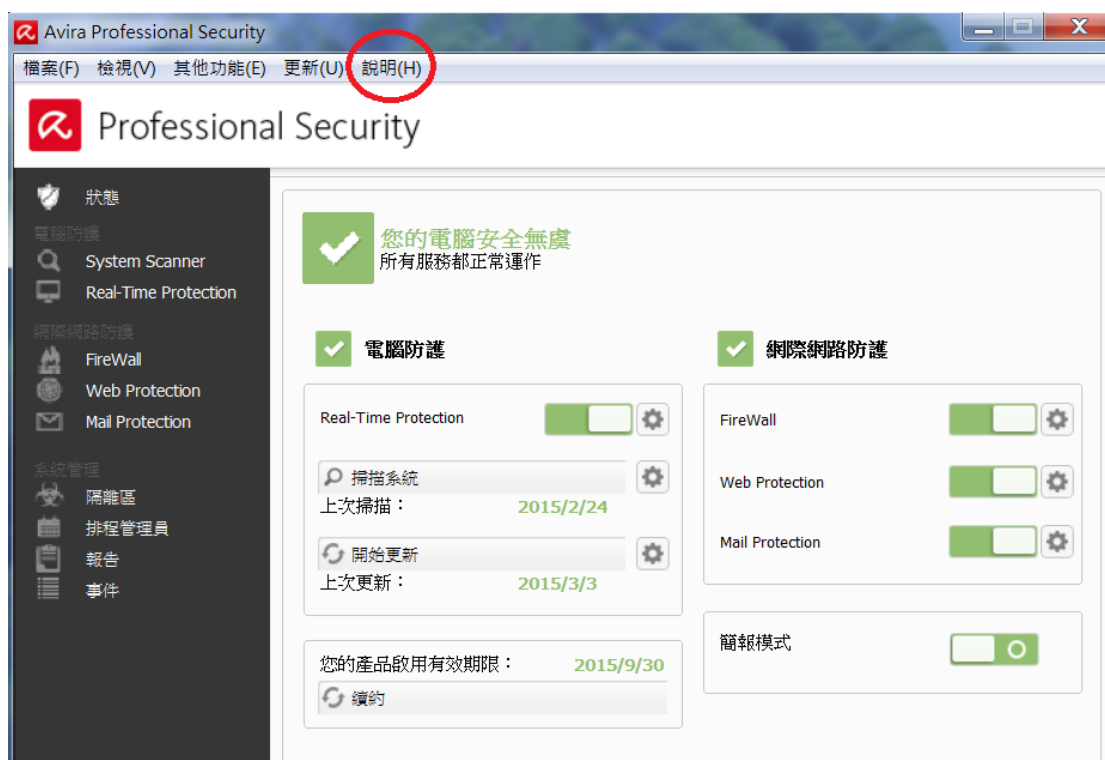 Avira Professional Security
檔案(F) 檢視(V) 其他功能(E) 更新(U) 說明(H)
Professional Security
狀態
電腦防護
System Scanner
Real-Time Protection
網際網路防護
FireWall
Web Protection
Mail Protection
系統管理
隔離區
排程管理員
報告
事件
您的電腦安全無虞
所有服務都正常運作
電腦防護
Real-Time Protection
掃描系統
上次掃描： 2015/2/24
開始更新
上次更新： 2015/3/3
您的產品啟用有效期限： 2015/9/30
續約
網際網路防護
FireWall
Web Protection
Mail Protection
簡報模式